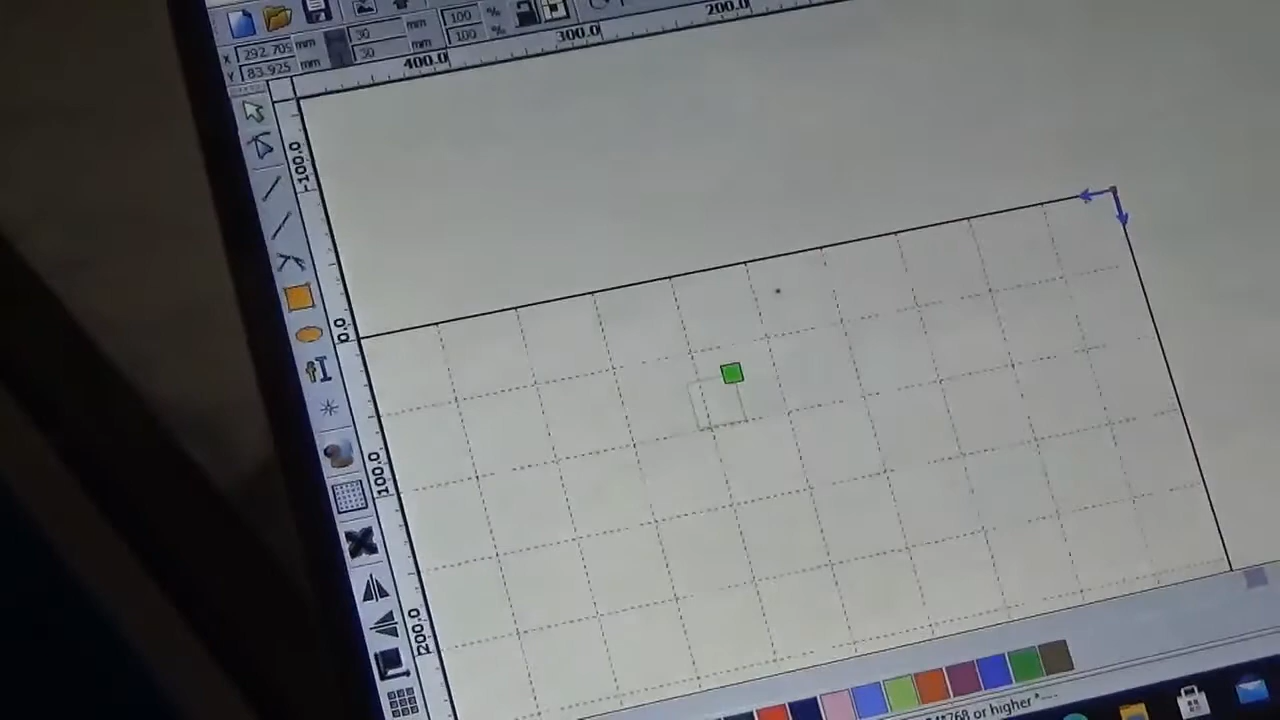 X 292.705 mm 30 mm 100 %
Y 83.925 mm 30 mm 100 %
400.0 300.0 200.0
-100.0
0.0
100.0
200.0
or higher*---